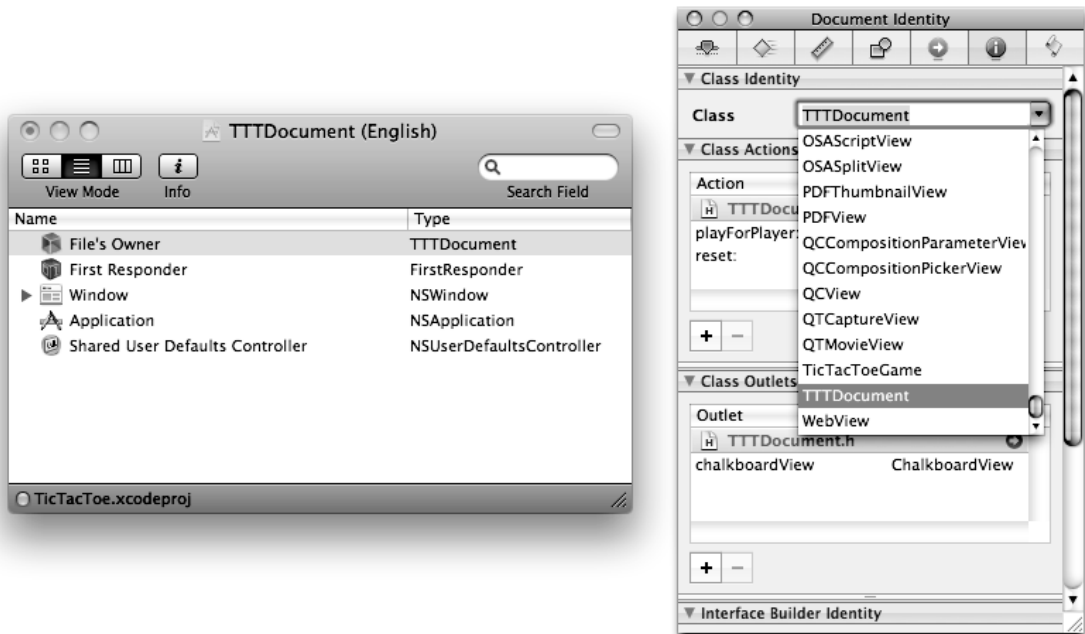 TTTDocument (English)
View Mode
Info
Search Field
Name Type
File's Owner TTTDocument
First Responder FirstResponder
Window NSWindow
Application NSApplication
Shared User Defaults Controller NSUserDefaultsController
TicTacToe.xcodeproj
Document Identity
Class Identity
Class TTTDocument
OSAScriptView
OSASplitView
PDFThumbnailView
PDFView
QCCompositionParameterView
QCCompositionPickerView
QCView
QTCaptureView
QTMovieView
TicTacToeGame
TTTDocument
WebView
Class Actions
Action
TTTDocu
playForPlayer:
reset:
Class Outlets
Outlet
TTTDocument.h
chalkboardView ChalkboardView
Interface Builder Identity